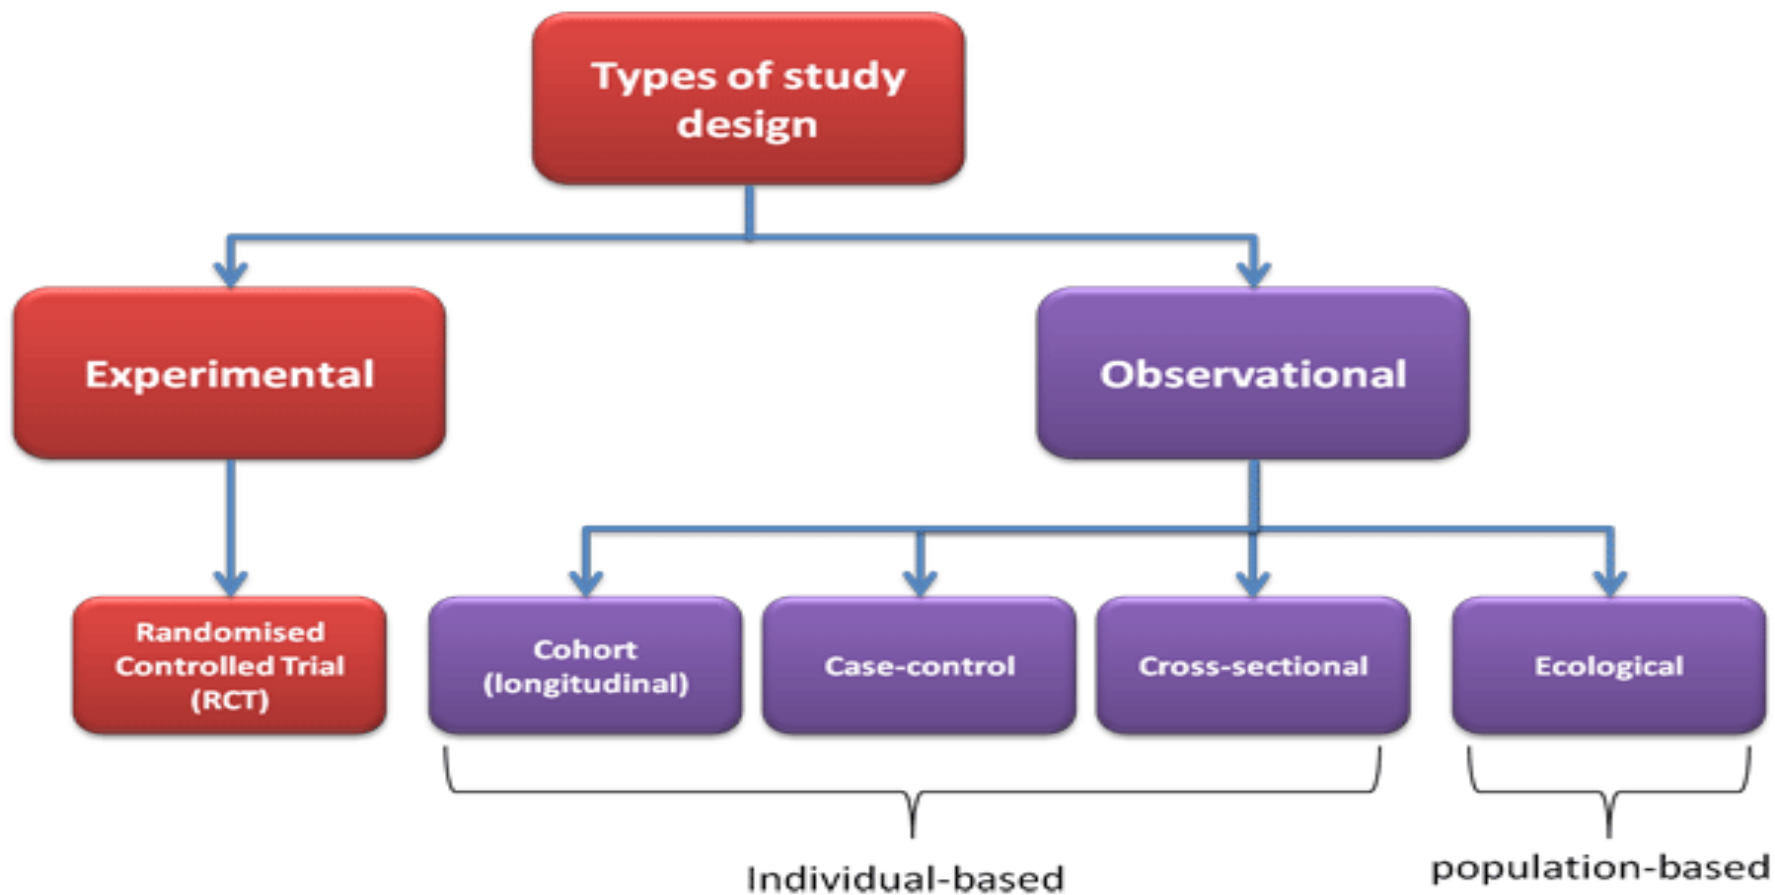 Types of study
design
Experimental
Observational
Randomised
Controlled Trial
(RCT)
Cohort
(longitudinal)
Case-control
Cross-sectional
Ecological
Individual-based
population-based